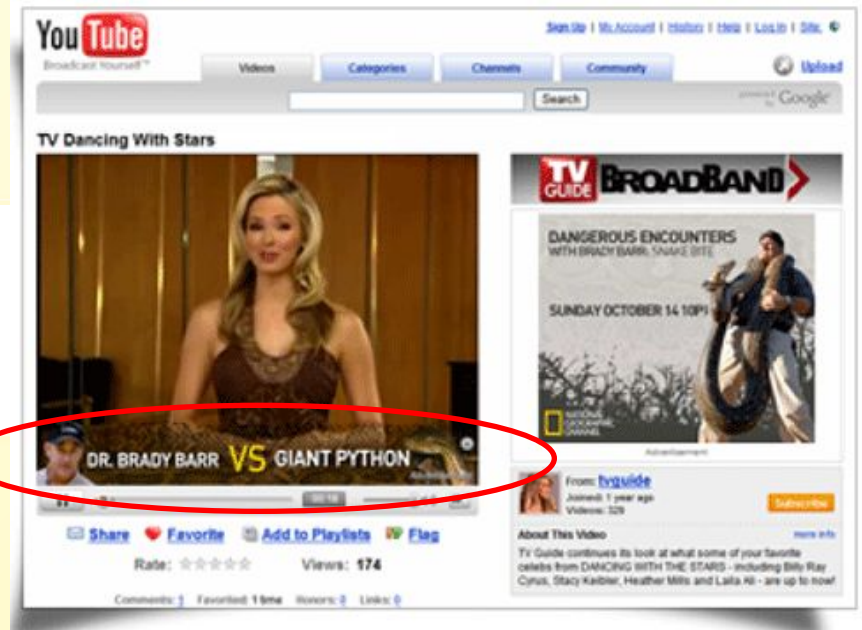 You Tube
Broadcast Yourself™
Sign Up | My Account | History | Help | Log In | Site:
Videos Categories Channels Community Upload
Search
powered by Google
TV Dancing With Stars
TV GUIDE BROADBAND
DANGEROUS ENCOUNTERS
WITH BRADY BARR: SNAKE BITE
SUNDAY OCTOBER 14 10P
NATIONAL
GEOGRAPHIC
CHANNEL
Advertisement
DR. BRADY BARR VS GIANT PYTHON
Share Favorite Add to Playlists Flag
Rate: Views: 174
Comments: 1 Favorited: 1 time Honors: 0 Links: 0
From: tvguide
Joined: 1 year ago
Videos: 329
Subscribe
About This Video more info
TV Guide continues its look at what some of your favorite
celebs from DANCING WITH THE STARS - including Billy Ray
Cyrus, Stacy Keibler, Heather Mills and Laila Ali - are up to now!